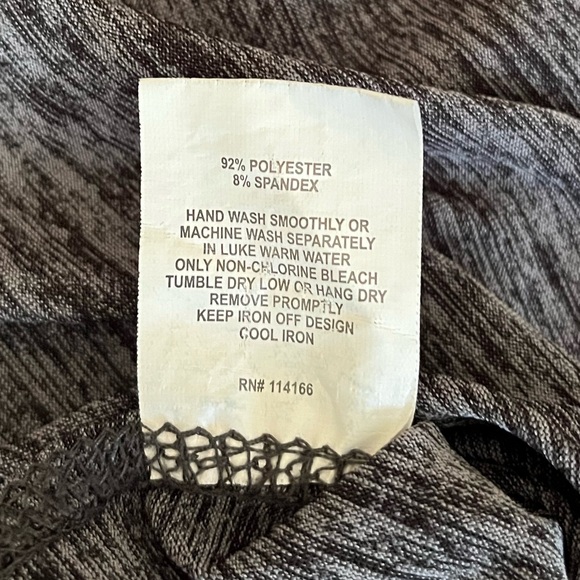 92% POLYESTER
8% SPANDEX
HAND WASH SMOOTHLY OR
MACHINE WASH SEPARATELY
IN LUKE WARM WATER
ONLY NON-CHLORINE BLEACH
TUMBLE DRY LOW OR HANG DRY
REMOVE PROMPTLY
KEEP IRON OFF DESIGN
COOL IRON
RN# 114166